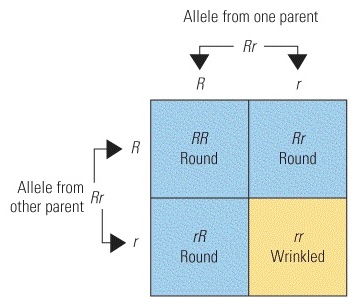 Allele from one parent
Rr
R
r
R
RR
Round
Rr
Round
Allele from
other parent
Rr
r
rR
Round
rr
Wrinkled